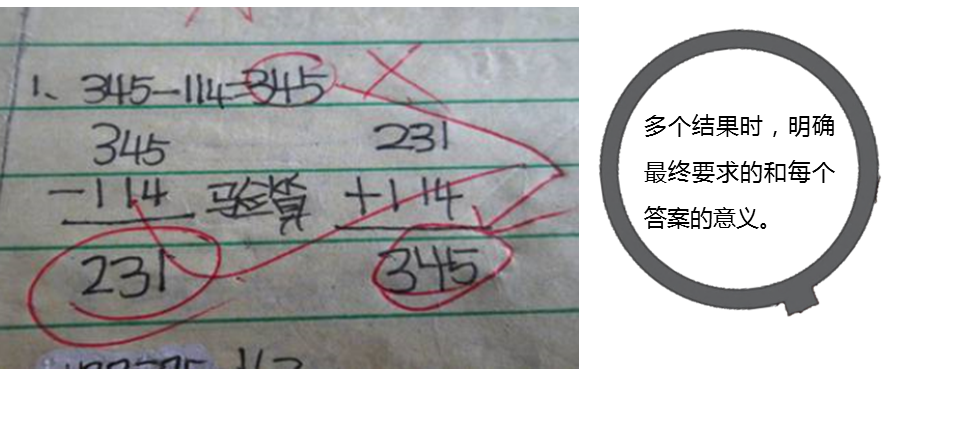 1、345-114=345
345
-114
231
验算
231
+114
345
多个结果时，明确
最终要求的和每个
答案的意义。